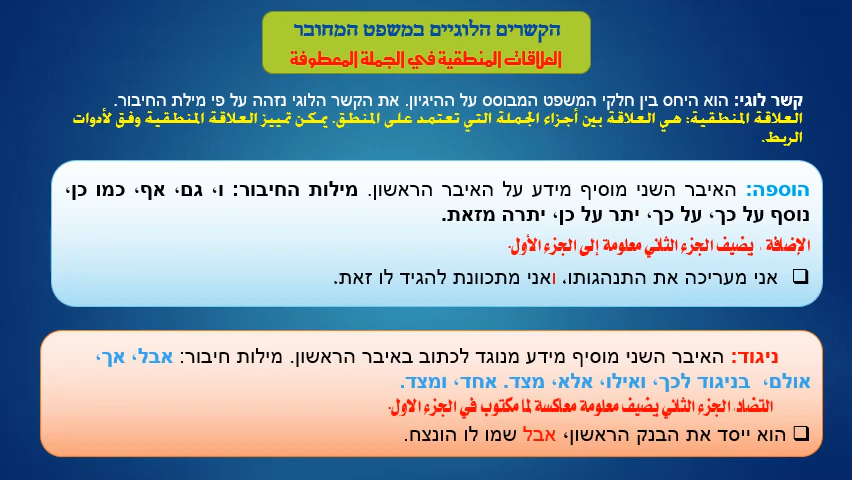 הקשרים הלוגיים במשפט המחובר
العلاقات المنطقية في الجملة المعطوفة
קשר לוגי: הוא היחס בין חלקי המשפט המבוסס על ההיגיון. את הקשר הלוגי נזהה על פי מילת החיבור.
العلاقة المنطقية: هي العلاقة بين أجزاء الجملة التي تعتمد على المنطق. يمكن تمييز العلاقة المنطقية وفق لأدوات
الربط.
הוספה: האיבר השני מוסיף מידע על האיבר הראשון. מילות החיבור: ו, גם, אף, כמו כן,
נוסף על כך, על כך, יתר על כן, יתרה מזאת.
الإضافة . يضيف الجزء الثاني معلومة إلى الجزء الأول.
❑ אני מעריכה את התנהגותו, ואני מתכוונת להגיד לו זאת.
ניגוד: האיבר השני מוסיף מידע מנוגד לכתוב באיבר הראשון. מילות חיבור: אבל, אך,
אולם, בניגוד לכך, ואילו, אלא, מצד. אחד, ומצד.
التضاد. الجزء الثاني يضيف معلومة معاكسة لما مكتوب في الجزء الاول.
❑ הוא ייסד את הבנק הראשון, אבל שמו לו הונצח.